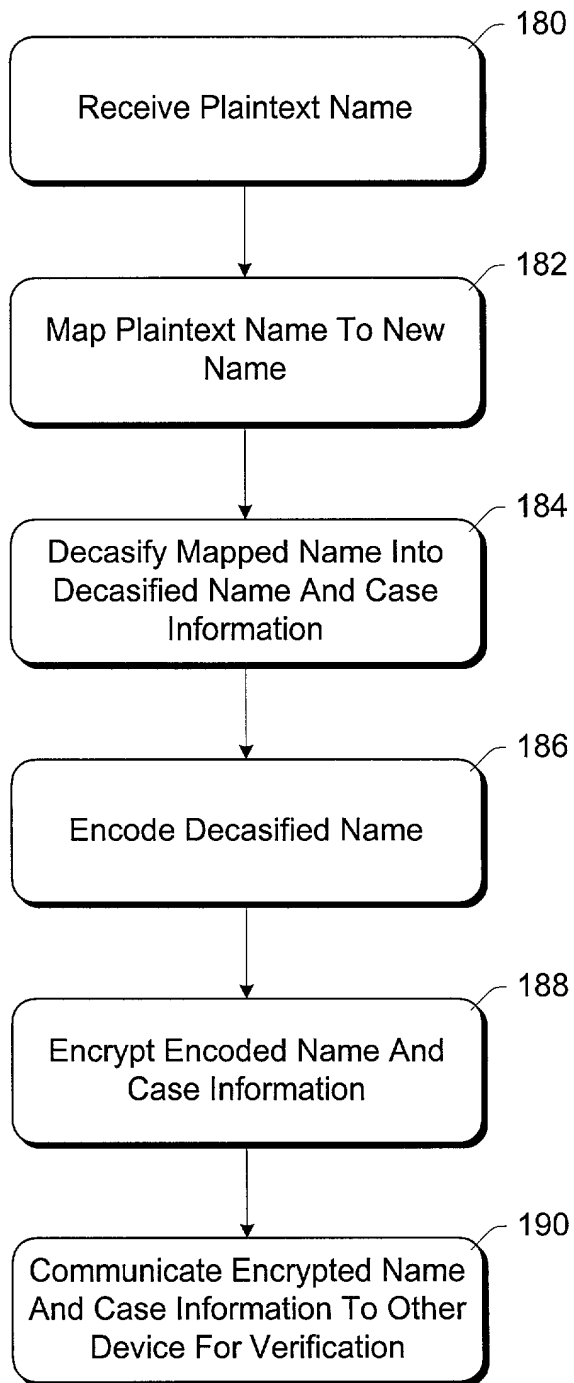 180
Receive Plaintext Name
182
Map Plaintext Name To New
Name
184
Decasify Mapped Name Into
Decasified Name And Case
Information
186
Encode Decasified Name
188
Encrypt Encoded Name And
Case Information
190
Communicate Encrypted Name
And Case Information To Other
Device For Verification